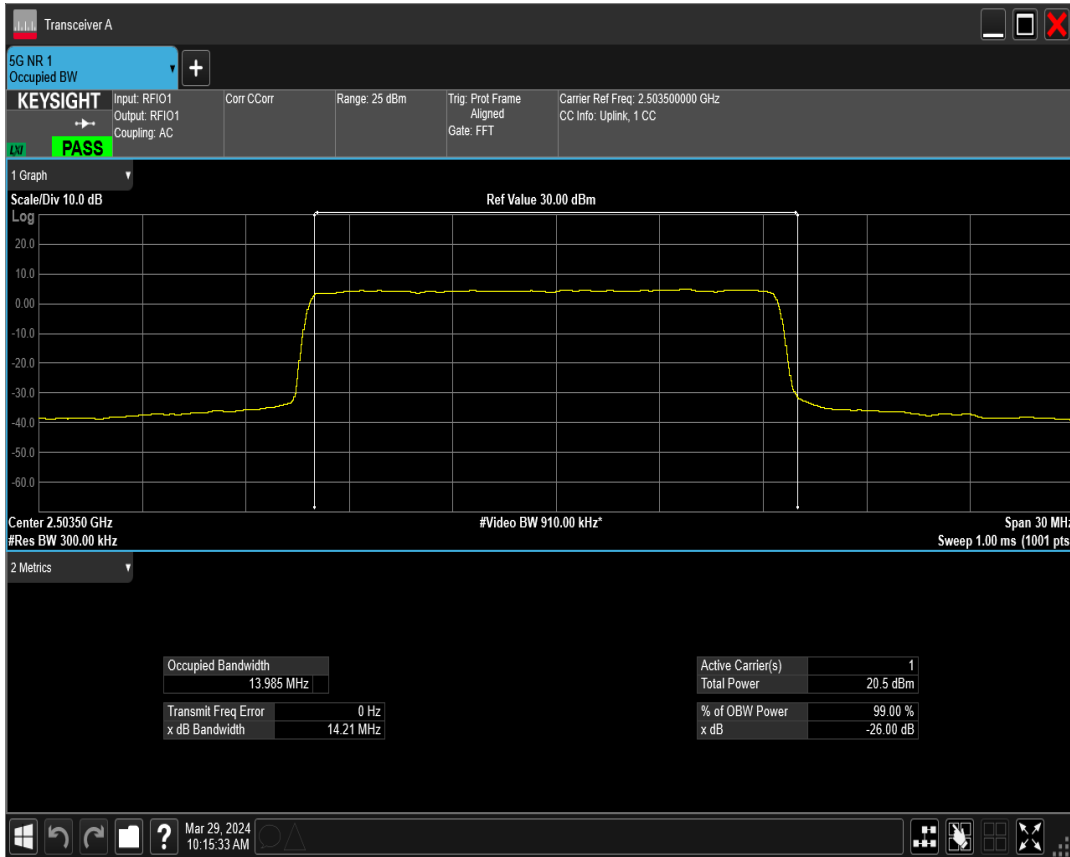 Transceiver A
5G NR 1
Occupied BW
KEYSIGHT
LXI
PASS
Input: RFIO1
Output: RFIO1
Coupling: AC
Corr CCorr
Range: 25 dBm
Trig: Prot Frame
Aligned
Gate: FFT
Carrier Ref Freq: 2.503500000 GHz
CC Info: Uplink, 1 CC
1 Graph
Scale/Div 10.0 dB
Ref Value 30.00 dBm
Log
20.0
10.0
0.00
-10.0
-20.0
-30.0
-40.0
-50.0
-60.0
Center 2.50350 GHz
#Video BW 910.00 kHz*
Span 30 MHz
#Res BW 300.00 kHz
Sweep 1.00 ms (1001 pts
2 Metrics
Occupied Bandwidth
13.985 MHz
Transmit Freq Error 0 Hz
x dB Bandwidth 14.21 MHz
Active Carrier(s) 1
Total Power 20.5 dBm
% of OBW Power 99.00 %
x dB -26.00 dB
?
Mar 29, 2024
10:15:33 AM